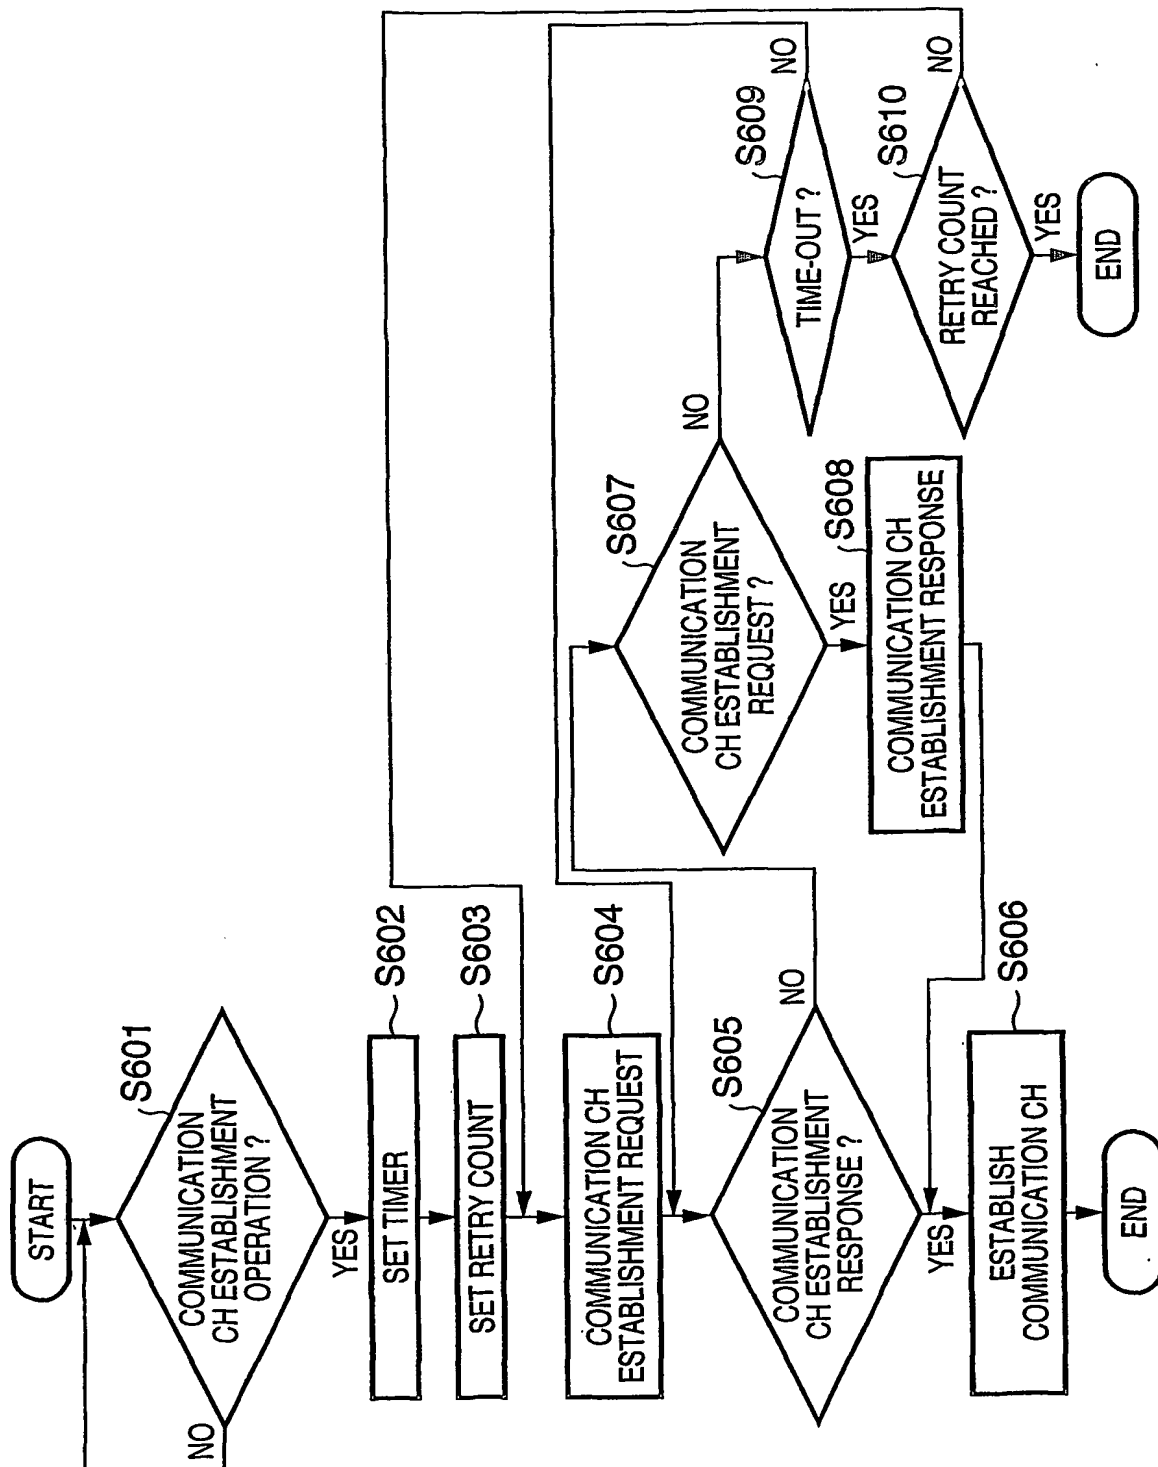 START
S601
COMMUNICATION
CH ESTABLISHMENT
OPERATION ?
NO
YES
SET TIMER
S602
SET RETRY COUNT
S603
COMMUNICATION CH
ESTABLISHMENT REQUEST
S604
COMMUNICATION
CH ESTABLISHMENT
RESPONSE ?
S605
NO
YES
ESTABLISH
COMMUNICATION CH
S606
END
COMMUNICATION
CH ESTABLISHMENT
REQUEST ?
S607
NO
YES
COMMUNICATION CH
ESTABLISHMENT RESPONSE
S608
TIME-OUT ?
S609
NO
YES
RETRY COUNT
REACHED ?
S610
NO
YES
END